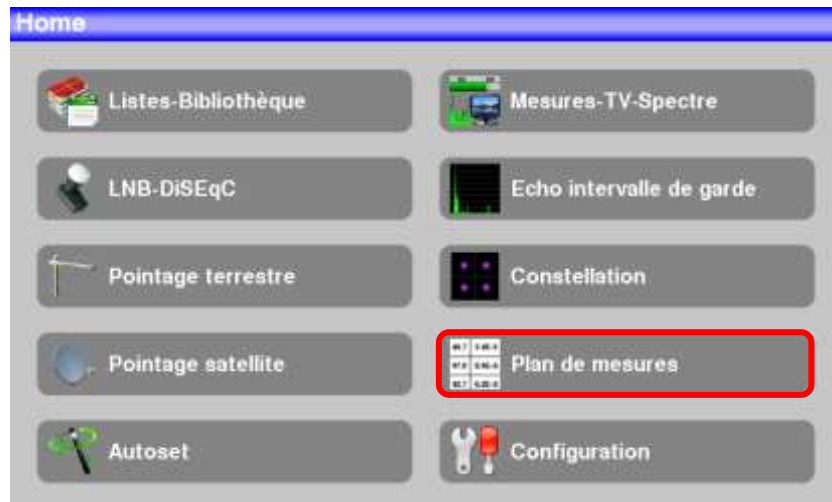 Home
Listes-Bibliothèque
Mesures-TV-Spectre
LNB-DiSEqC
Echo intervalle de garde
Pointage terrestre
Constellation
Pointage satellite
Plan de mesures
Autoset
Configuration